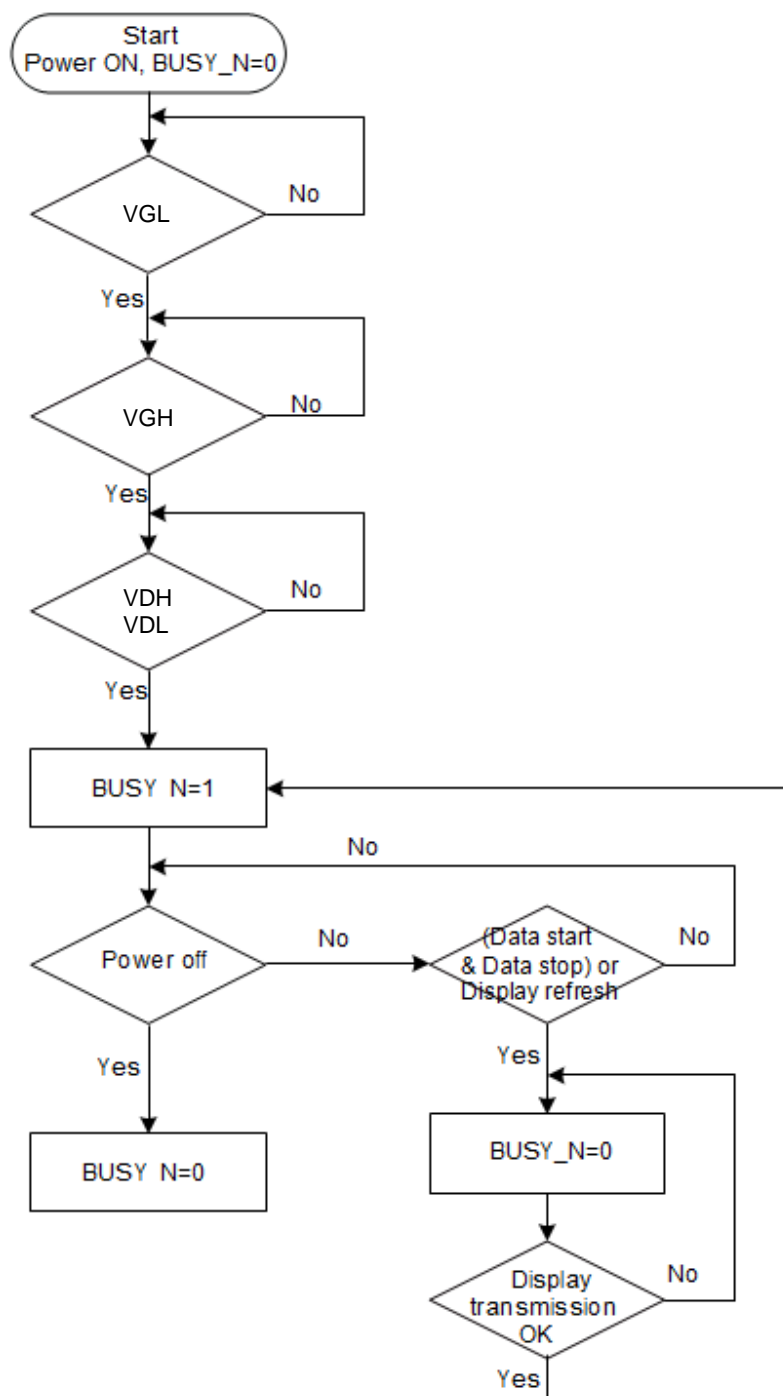 Start
Power ON, BUSY_N=0
No
VGL
Yes
No
VGH
Yes
No
VDH
VDL
Yes
BUSY N=1
No
Power off
No
(Data start
& Data stop) or
Display refresh
No
Yes
Yes
BUSY N=0
BUSY_N=0
Display
transmission
OK
No
Yes